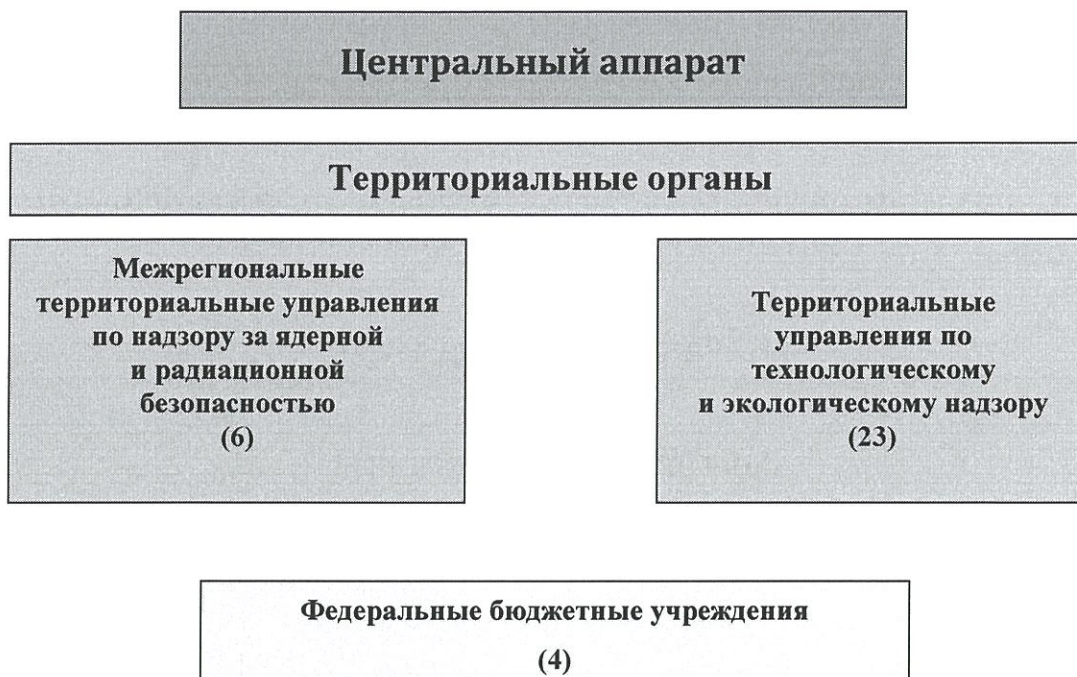 Центральный аппарат
Территориальные органы
Межрегиональные
территориальные управления
по надзору за ядерной
и радиационной
безопасностью
(6)
Территориальные
управления по
технологическому
и экологическому надзору
(23)
Федеральные бюджетные учреждения
(4)